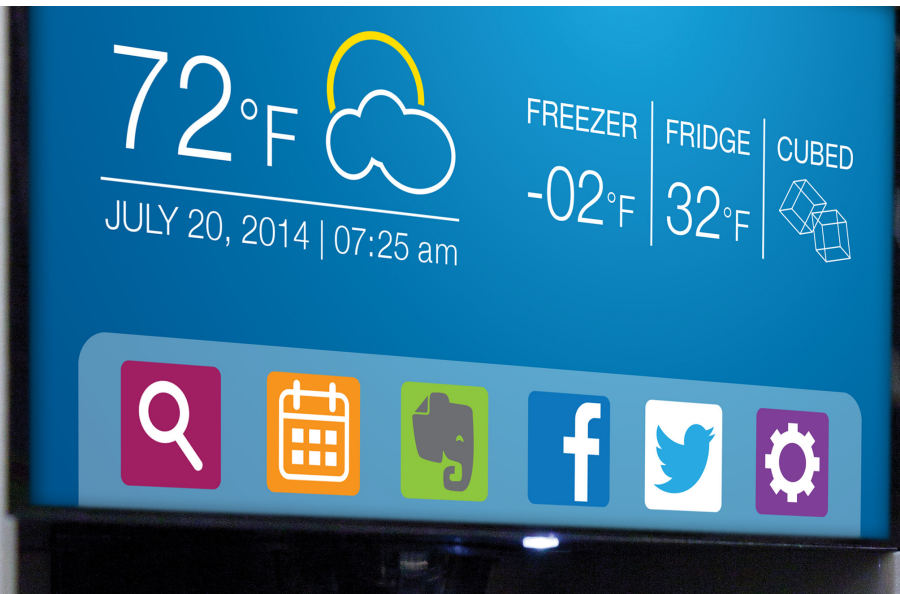 72°F
JULY 20, 2014 | 07:25 am
FREEZER
-02°F
FRIDGE
32°F
CUBED